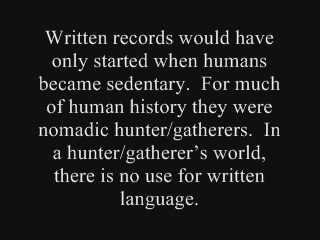 Written records would have
only started when humans
became sedentary.  For much
of human history they were
nomadic hunter/gatherers.  In
a hunter/gatherer’s world,
there is no use for written
language.